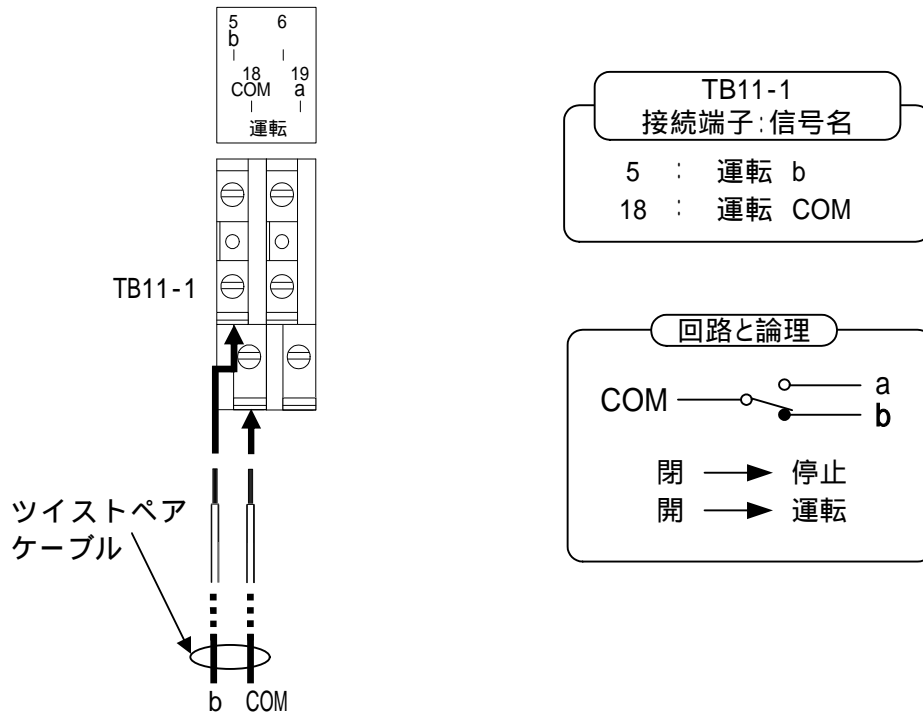 5 6
b
18 19
COM a
運転
TB11-1
ツイストペア
ケーブル
b COM
TB11-1
接続端子:信号名
5 : 運転 b
18 : 運転 COM
回路と論理
COM
a
b
閉 → 停止
開 → 運転